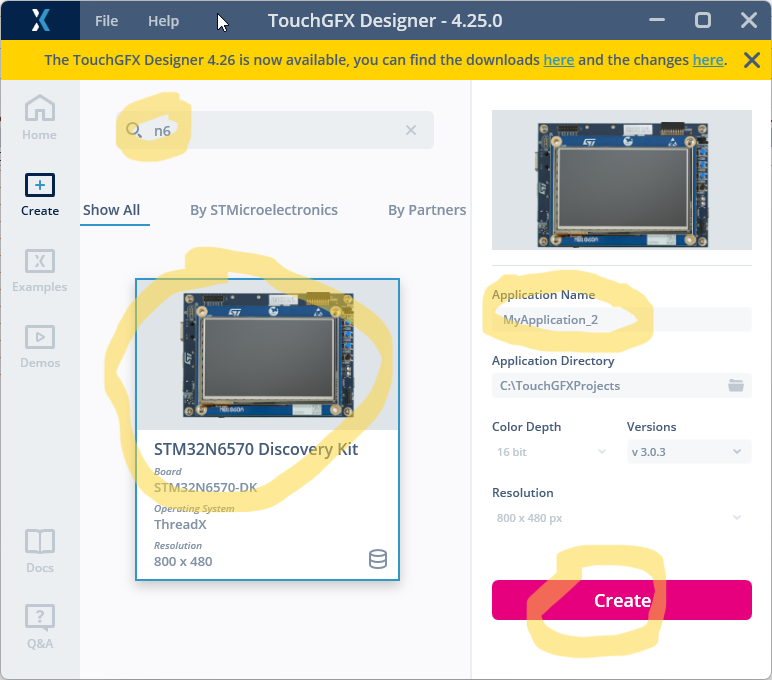 File Help TouchGFX Designer - 4.25.0
The TouchGFX Designer 4.26 is now available, you can find the downloads here and the changes here.
Home
Create
Examples
Demos
Docs
Q&A
n6
Show All By STMicroelectronics By Partners
STM32N6570 Discovery Kit
Board
STM32N6570-DK
Operating System
ThreadX
Resolution
800 x 480
Application Name
MyApplication_2
Application Directory
C:\TouchGFXProjects
Color Depth Versions
16 bit v 3.0.3
Resolution
800 x 480 px
Create